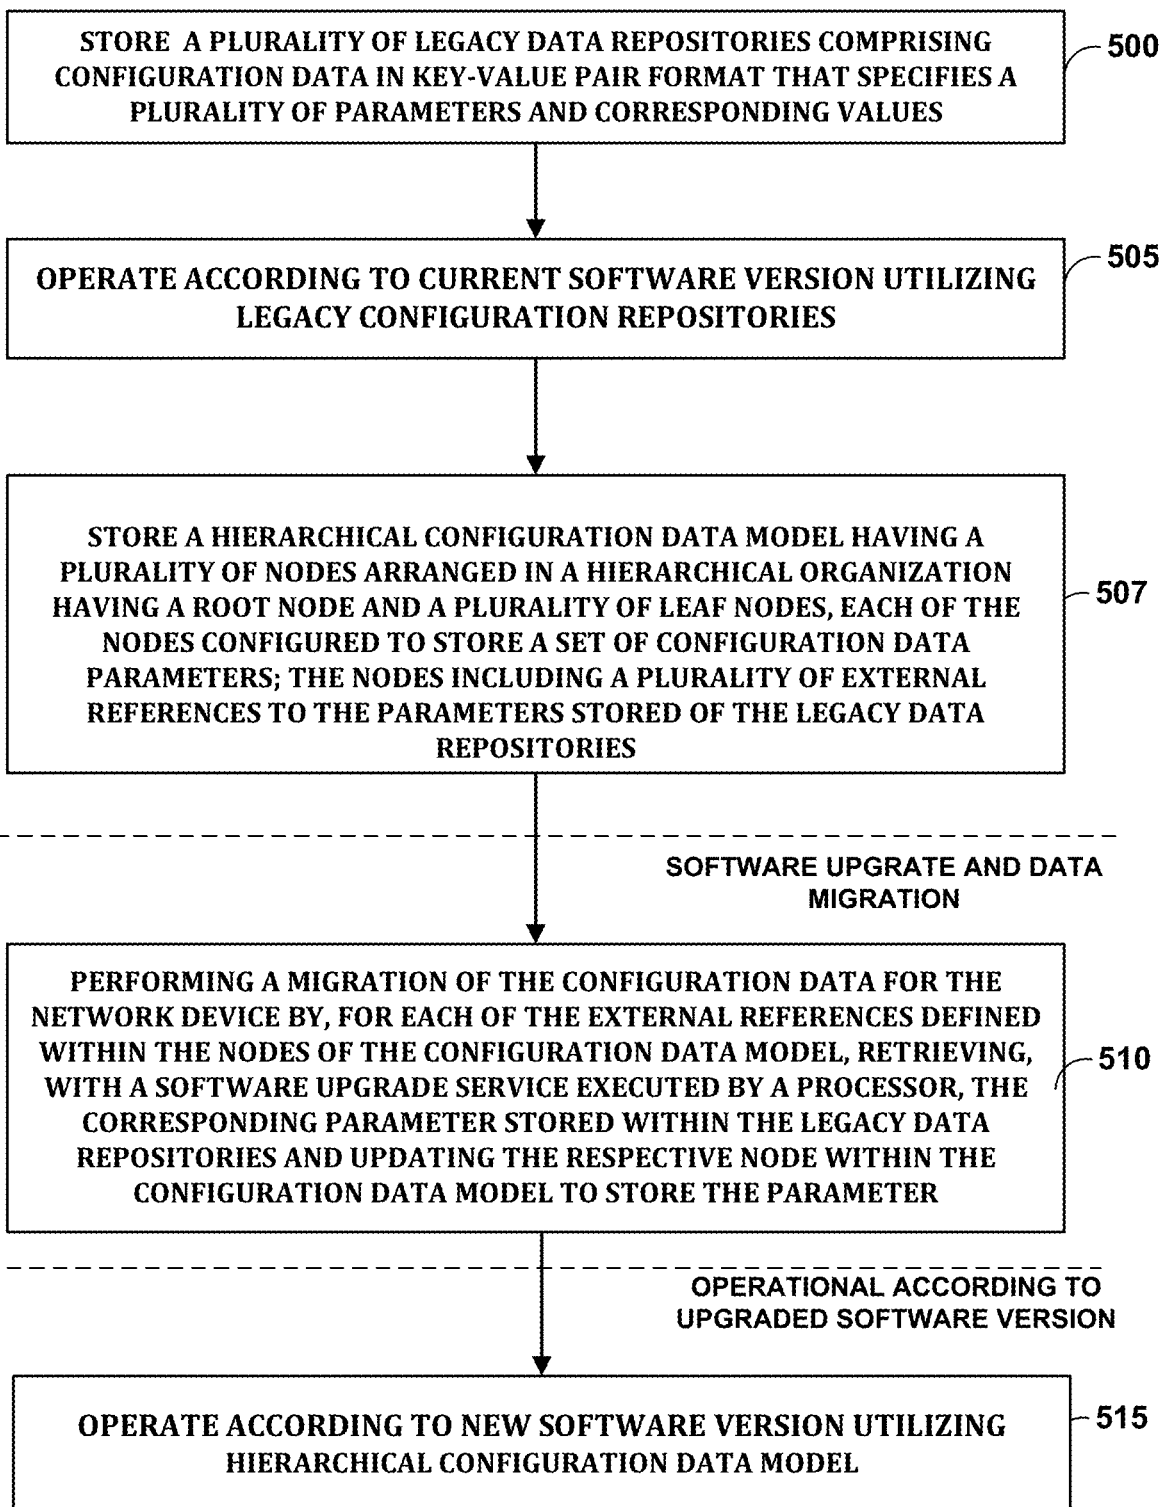 STORE A PLURALITY OF LEGACY DATA REPOSITORIES COMPRISING
CONFIGURATION DATA IN KEY-VALUE PAIR FORMAT THAT SPECIFIES A
PLURALITY OF PARAMETERS AND CORRESPONDING VALUES
500
OPERATE ACCORDING TO CURRENT SOFTWARE VERSION UTILIZING
LEGACY CONFIGURATION REPOSITORIES
505
STORE A HIERARCHICAL CONFIGURATION DATA MODEL HAVING A
PLURALITY OF NODES ARRANGED IN A HIERARCHICAL ORGANIZATION
HAVING A ROOT NODE AND A PLURALITY OF LEAF NODES, EACH OF THE
NODES CONFIGURED TO STORE A SET OF CONFIGURATION DATA
PARAMETERS; THE NODES INCLUDING A PLURALITY OF EXTERNAL
REFERENCES TO THE PARAMETERS STORED OF THE LEGACY DATA
REPOSITORIES
507
SOFTWARE UPGRATE AND DATA
MIGRATION
PERFORMING A MIGRATION OF THE CONFIGURATION DATA FOR THE
NETWORK DEVICE BY, FOR EACH OF THE EXTERNAL REFERENCES DEFINED
WITHIN THE NODES OF THE CONFIGURATION DATA MODEL, RETRIEVING,
WITH A SOFTWARE UPGRADE SERVICE EXECUTED BY A PROCESSOR, THE
CORRESPONDING PARAMETER STORED WITHIN THE LEGACY DATA
REPOSITORIES AND UPDATING THE RESPECTIVE NODE WITHIN THE
CONFIGURATION DATA MODEL TO STORE THE PARAMETER
510
OPERATIONAL ACCORDING TO
UPGRADED SOFTWARE VERSION
OPERATE ACCORDING TO NEW SOFTWARE VERSION UTILIZING
HIERARCHICAL CONFIGURATION DATA MODEL
515